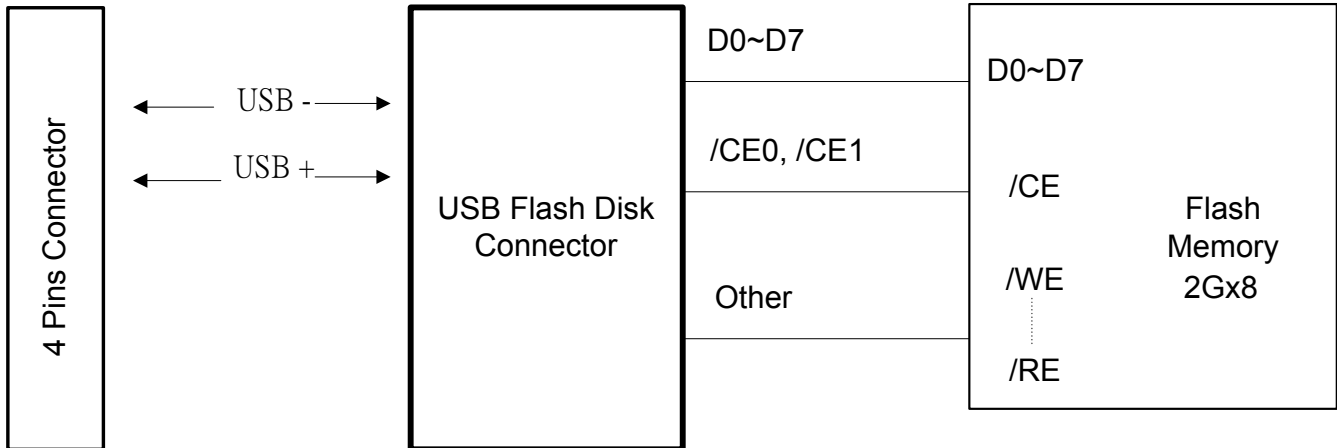 4 Pins Connector
USB -
USB +
USB Flash Disk
Connector
D0~D7
/CE0, /CE1
Other
D0~D7
/CE
/WE
/RE
Flash
Memory
2Gx8